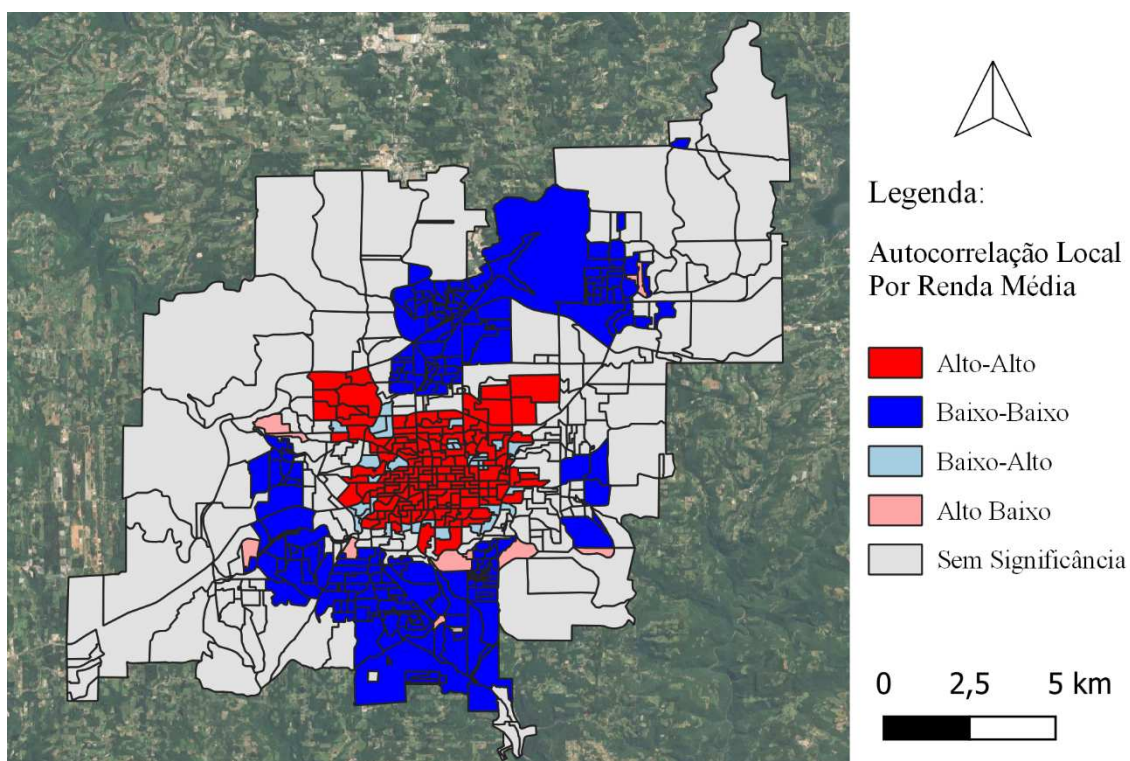 Legenda:
Autocorrelação Local
Por Renda Média
Alto-Alto
Baixo-Baixo
Baixo-Alto
Alto Baixo
Sem Significância
0 2,5 5 km